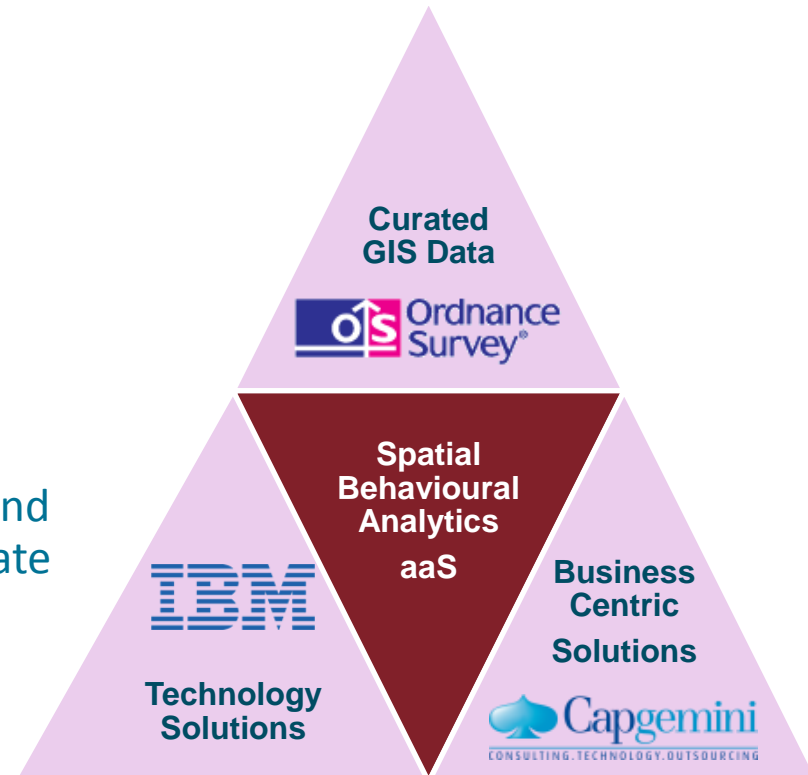 Curated
GIS Data
OS Ordnance
Survey®
Spatial
Behavioural
Analytics
aaS
nd
ate
IBM
Technology
Solutions
Business
Centric
Solutions
Capgemini
CONSULTING.TECHNOLOGY.OUTSOURCING